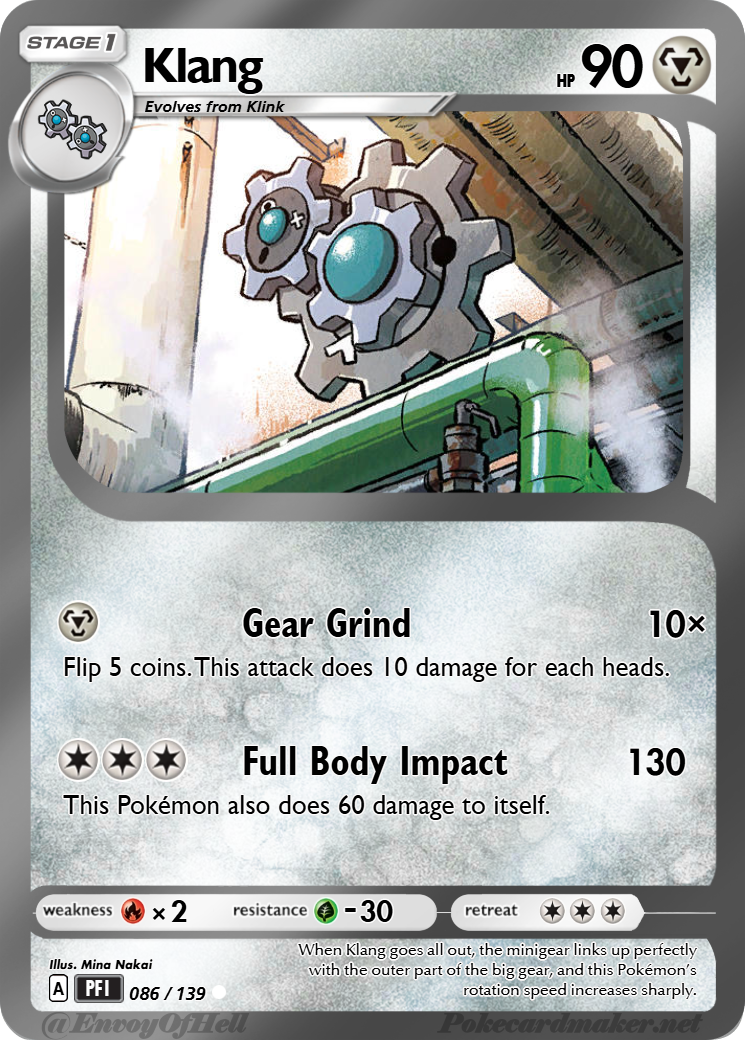 STAGE 1
Klang
HP 90
Evolves from Klink
Gear Grind 10×
Flip 5 coins. This attack does 10 damage for each heads.
Full Body Impact 130
This Pokémon also does 60 damage to itself.
weakness × 2 resistance -30 retreat
Illus. Mina Nakai
A PFI 086 / 139
When Klang goes all out, the minigear links up perfectly
with the outer part of the big gear, and this Pokémon's
rotation speed increases sharply.
@EnvoyOfHell Pokecardmaker.net